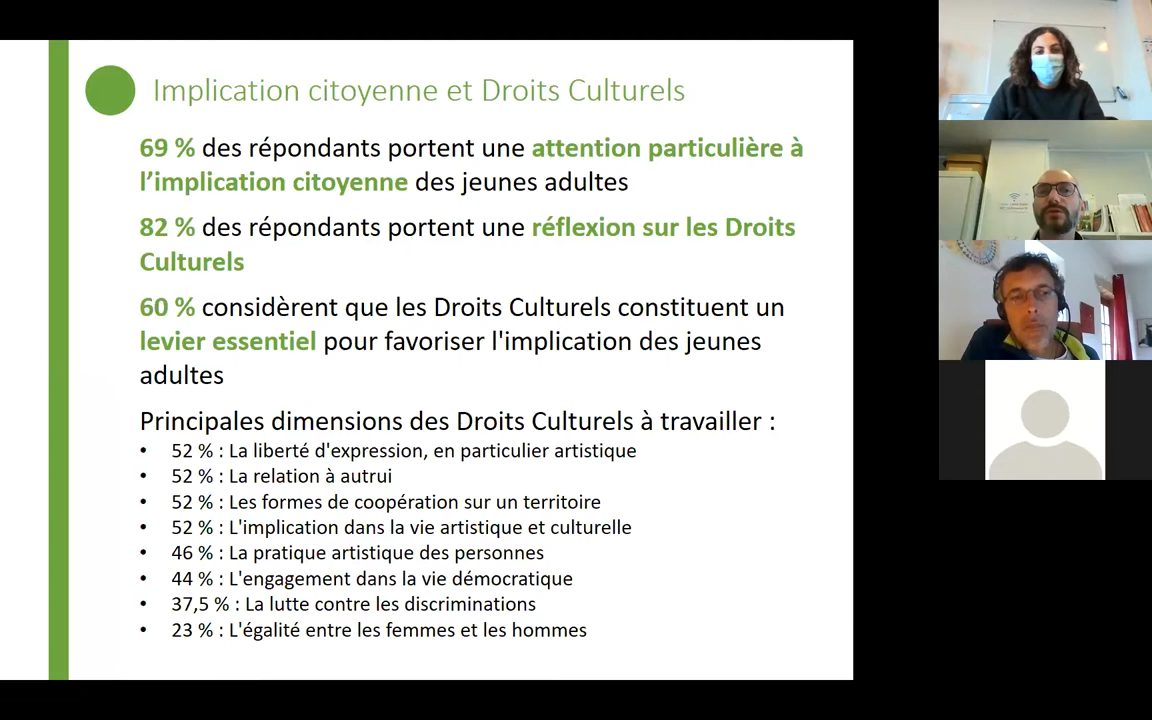 Implication citoyenne et Droits Culturels
69 % des répondants portent une attention particulière à
l’implication citoyenne des jeunes adultes
82 % des répondants portent une réflexion sur les Droits
Culturels
60 % considèrent que les Droits Culturels constituent un
levier essentiel pour favoriser l'implication des jeunes
adultes
Principales dimensions des Droits Culturels à travailler :
• 52 % : La liberté d'expression, en particulier artistique
• 52 % : La relation à autrui
• 52 % : Les formes de coopération sur un territoire
• 52 % : L'implication dans la vie artistique et culturelle
• 46 % : La pratique artistique des personnes
• 44 % : L'engagement dans la vie démocratique
• 37,5 % : La lutte contre les discriminations
• 23 % : L'égalité entre les femmes et les hommes